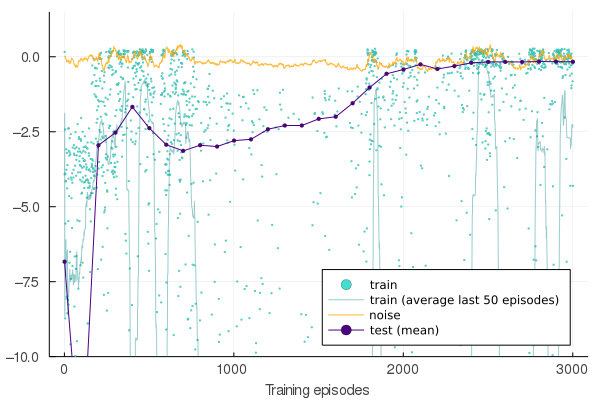 0.0
−2.5
−5.0
−7.5
−10.0
train
train (average last 50 episodes)
noise
test (mean)
0
1000
2000
3000
Training episodes